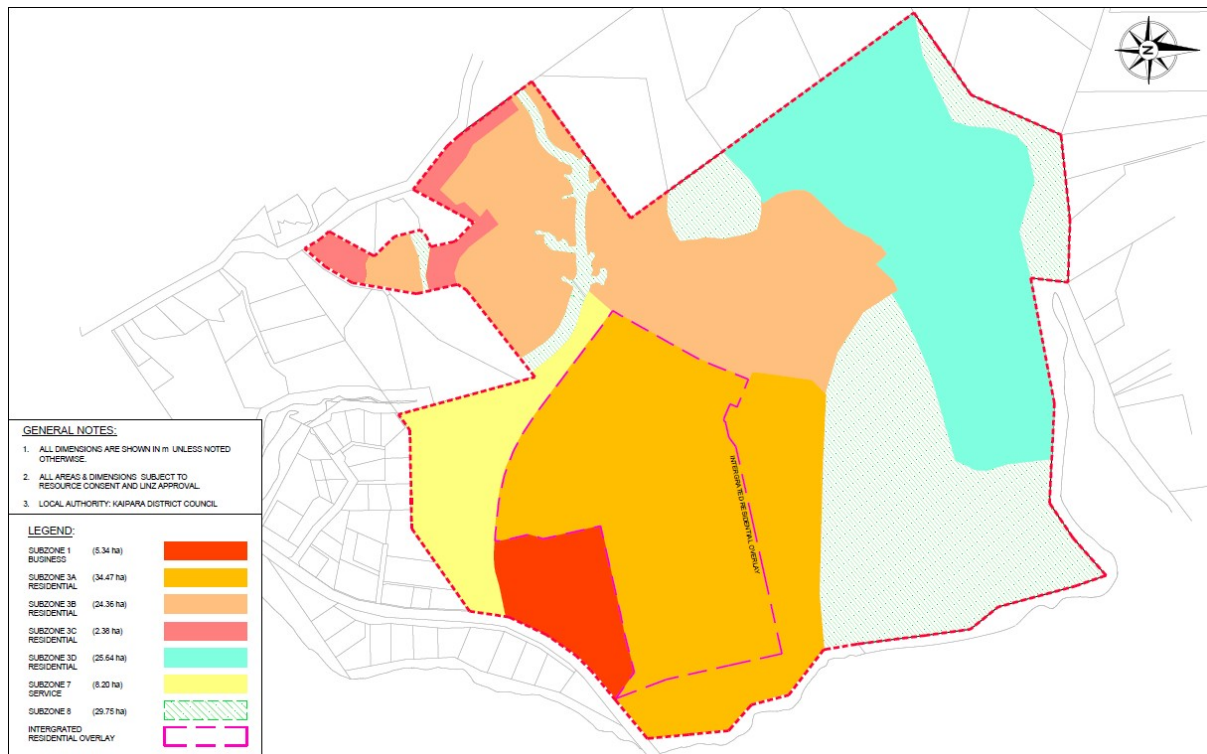 N
INTERGRATED RESIDENTIAL OVERLAY
GENERAL NOTES:
1. ALL DIMENSIONS ARE SHOWN IN m UNLESS NOTED
OTHERWISE.
2. ALL AREAS & DIMENSIONS SUBJECT TO
RESOURCE CONSENT AND LINZ APPROVAL.
3. LOCAL AUTHORITY: KAIPARA DISTRICT COUNCIL
LEGEND:
SUBZONE 1 (5.34 ha)
BUSINESS
SUBZONE 3A (34.47 ha)
RESIDENTIAL
SUBZONE 3B (24.36 ha)
RESIDENTIAL
SUBZONE 3C (2.38 ha)
RESIDENTIAL
SUBZONE 3D (25.64 ha)
RESIDENTIAL
SUBZONE 7 (8.20 ha)
SERVICE
SUBZONE 8 (29.75 ha)
INTERGRATED
RESIDENTIAL OVERLAY